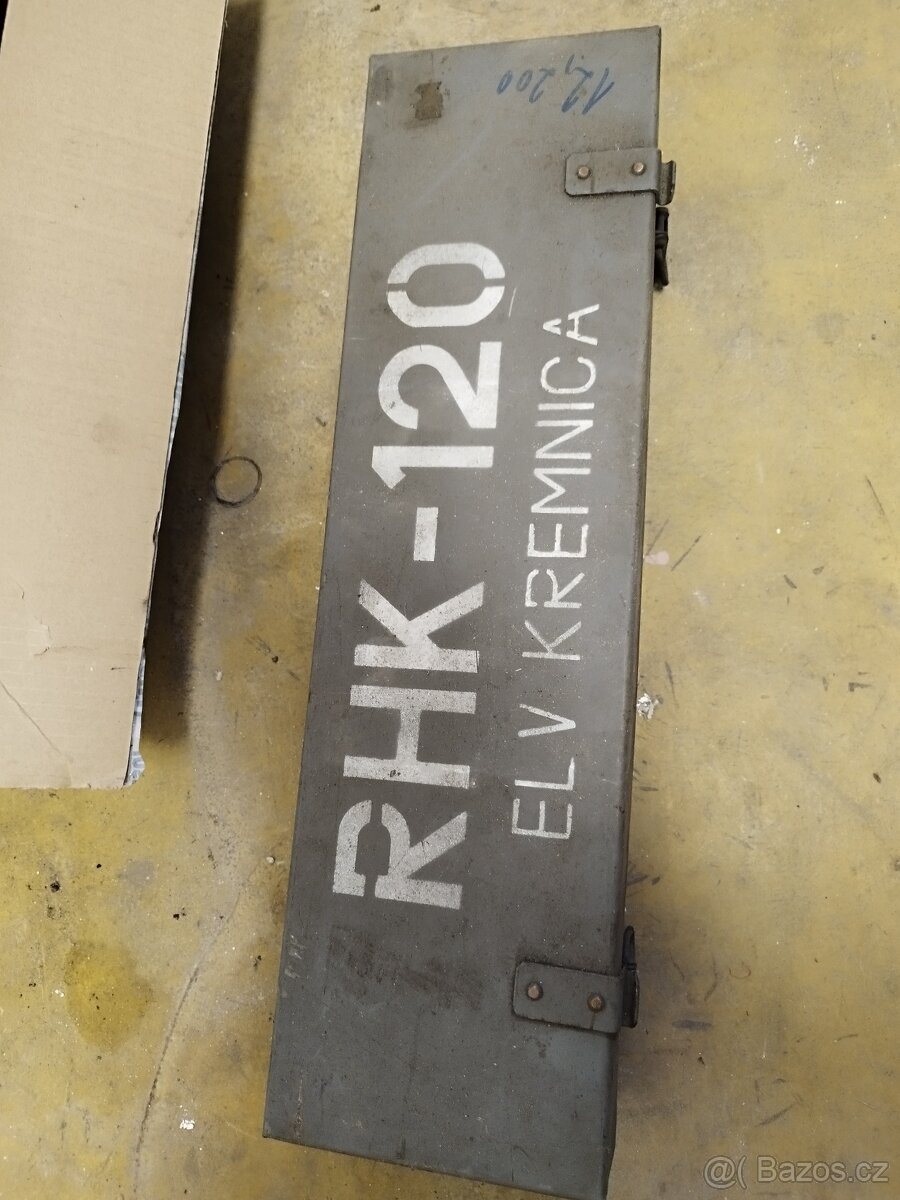 12,200
RHK-120
ELV KREMNICA
@( Bazos.cz